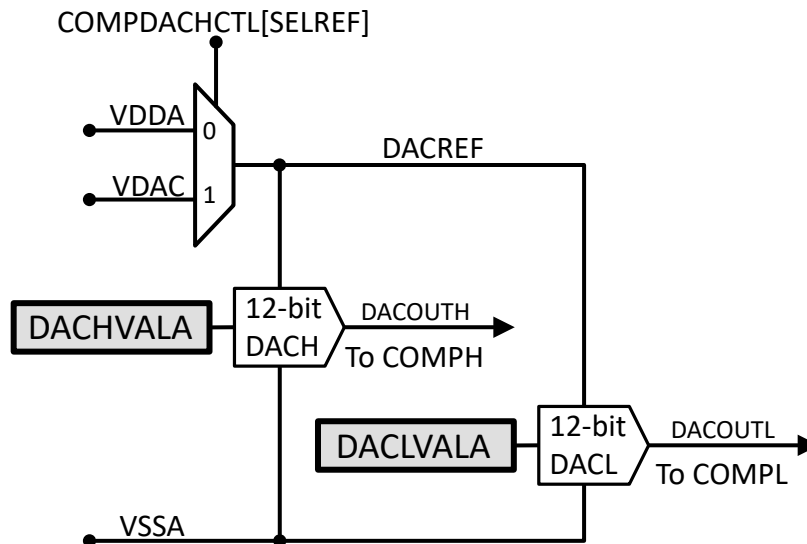 COMPDACHCTL[SELREF]
VDDA
0
DACREF
VDAC
1
DACHVALA
12-bit
DACH
DACOUTH
To COMPH
DACLVALA
12-bit
DACL
DACOUTL
To COMPL
VSSA